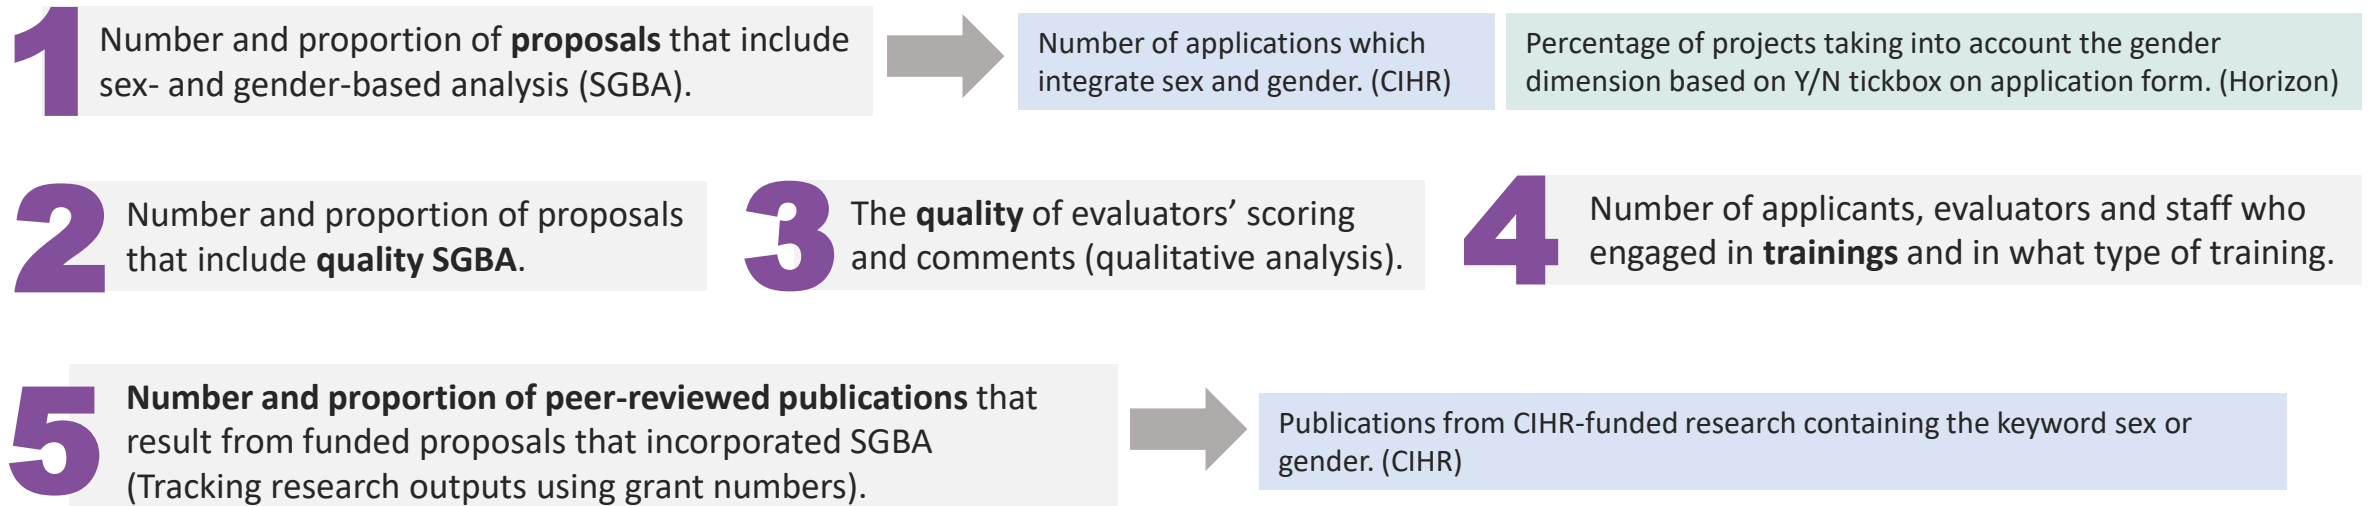 1
Number and proportion of proposals that include
sex- and gender-based analysis (SGBA).
Number of applications which
integrate sex and gender. (CIHR)
Percentage of projects taking into account the gender
dimension based on Y/N tickbox on application form. (Horizon)
2
Number and proportion of proposals
that include quality SGBA.
3
The quality of evaluators’ scoring
and comments (qualitative analysis).
4
Number of applicants, evaluators and staff who
engaged in trainings and in what type of training.
5
Number and proportion of peer-reviewed publications that
result from funded proposals that incorporated SGBA
(Tracking research outputs using grant numbers).
Publications from CIHR-funded research containing the keyword sex or
gender. (CIHR)